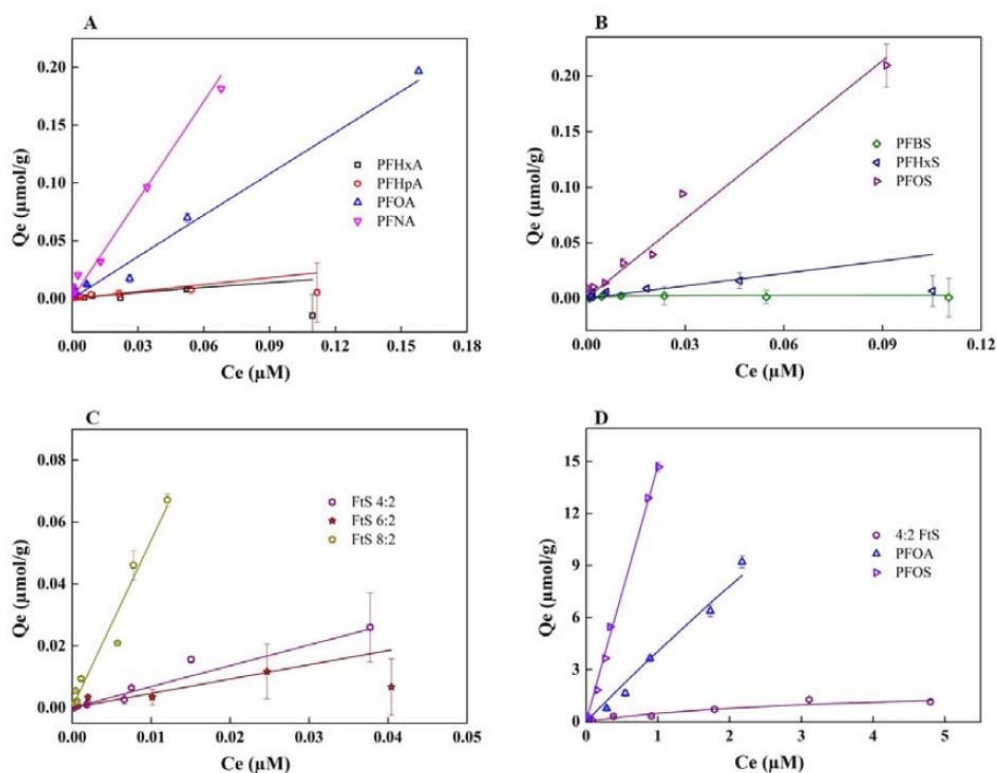 A
Qe (µmol/g)
0.20
0.15
0.10
0.05
0.00
PFHxA
PFHpA
PFOA
PFNA
0.00 0.03 0.06 0.09 0.12 0.15 0.18
Ce (µM)
B
Qe (µmol/g)
0.20
0.15
0.10
0.05
0.00
PFBS
PFHxS
PFOS
0.00 0.03 0.06 0.09 0.12
Ce (µM)
C
Qe (µmol/g)
0.08
0.06
0.04
0.02
0.00
FtS 4:2
FtS 6:2
FtS 8:2
0.00 0.01 0.02 0.03 0.04 0.05
Ce (µM)
D
Qe (µmol/g)
15
12
9
6
3
0
4:2 FtS
PFOA
PFOS
0 1 2 3 4 5
Ce (µM)